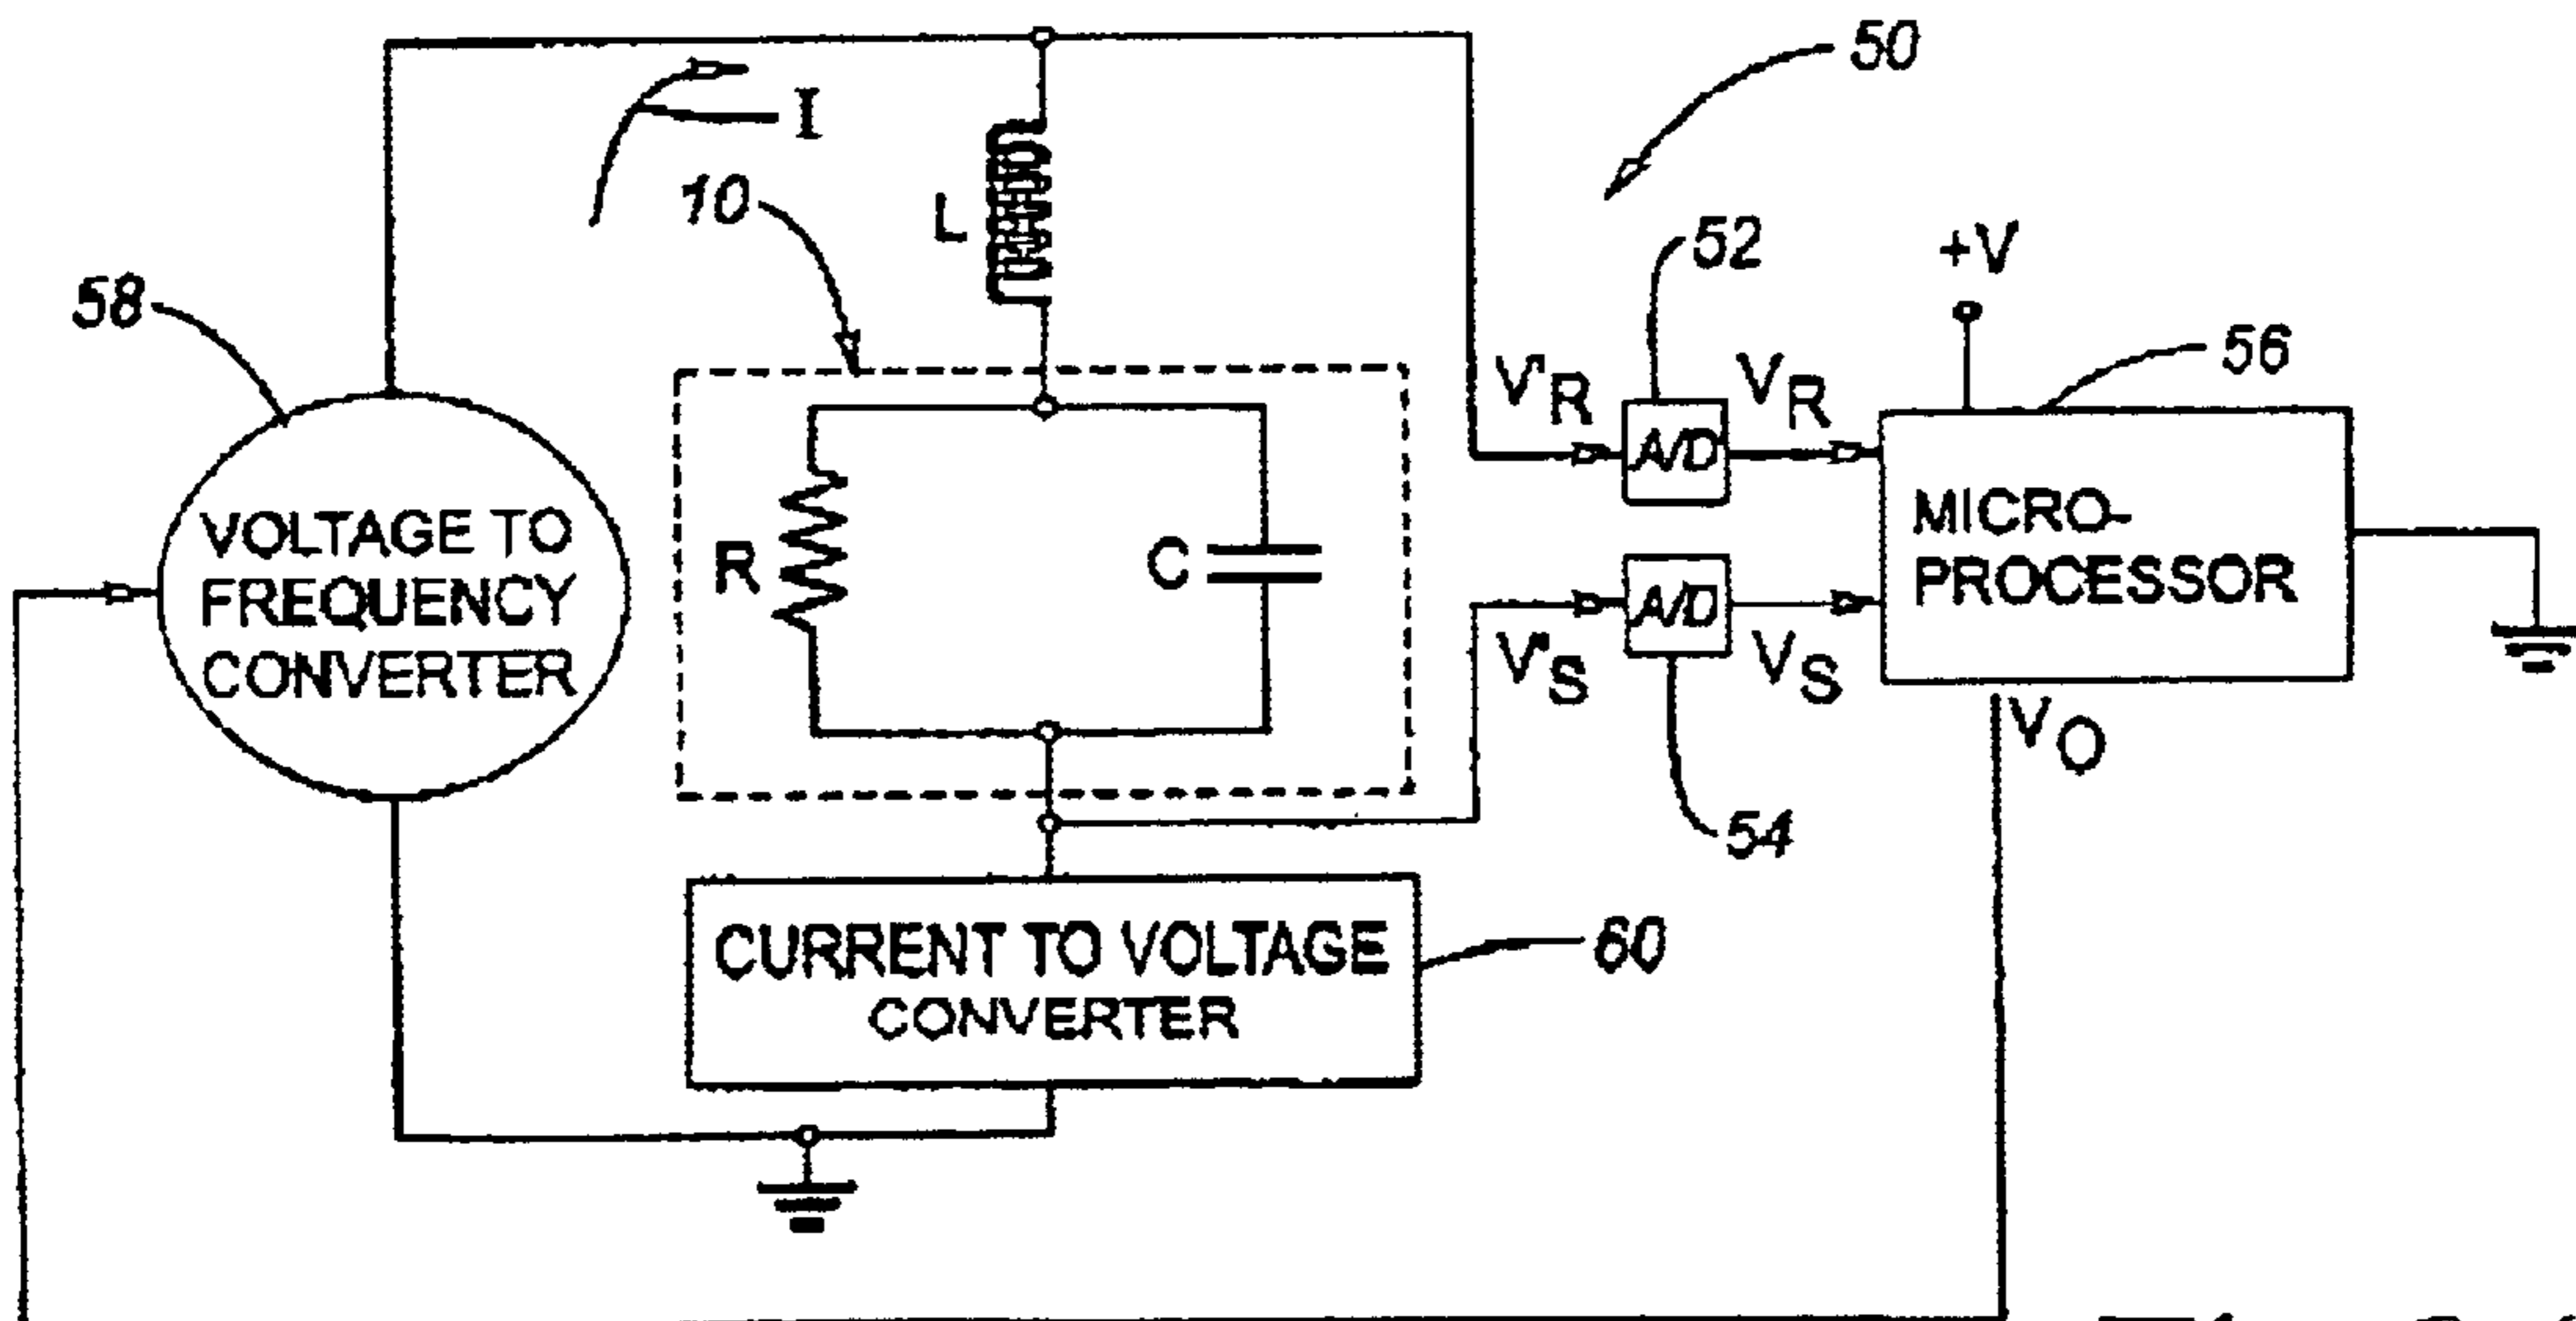 50
I
10
L
52
+V
58
56
V'R
A/D
VR
VOLTAGE TO
FREQUENCY
CONVERTER
R
C
MICRO-
PROCESSOR
V'S
A/D
VS
VO
54
CURRENT TO VOLTAGE
CONVERTER
60